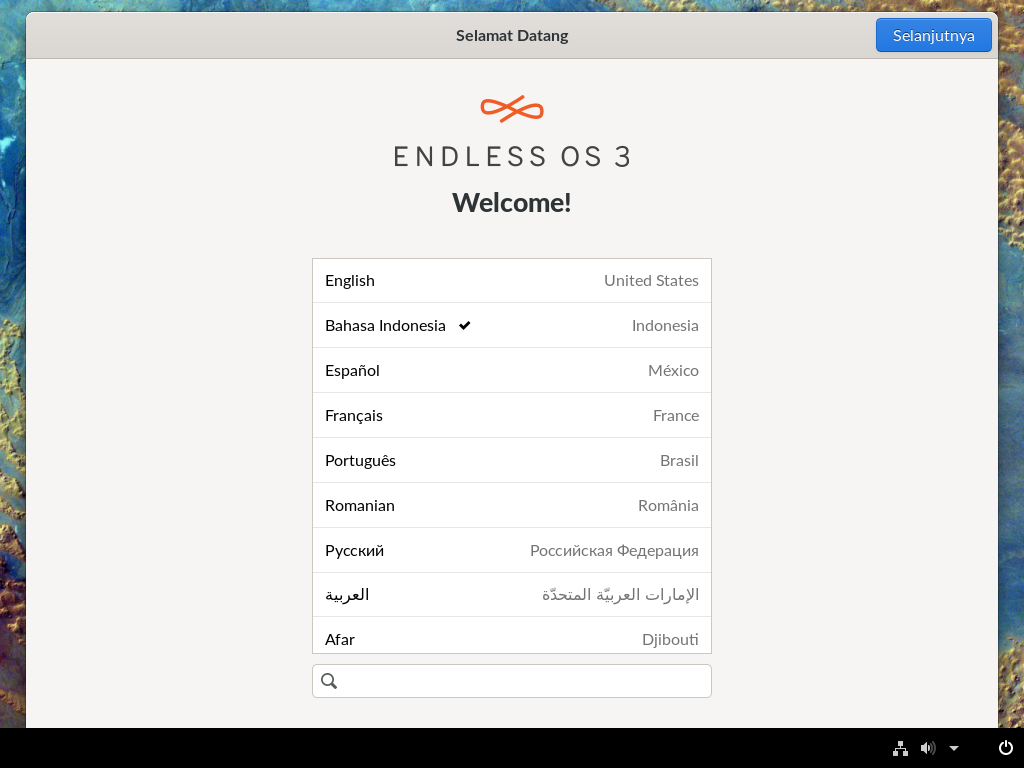 Selamat Datang
Selanjutnya
ENDLESS OS 3
Welcome!
English United States
Bahasa Indonesia Indonesia
Español México
Français France
Português Brasil
Romanian România
Русский Российская Федерация
العربية الإمارات العربيّة المتحدّة
Afar Djibouti